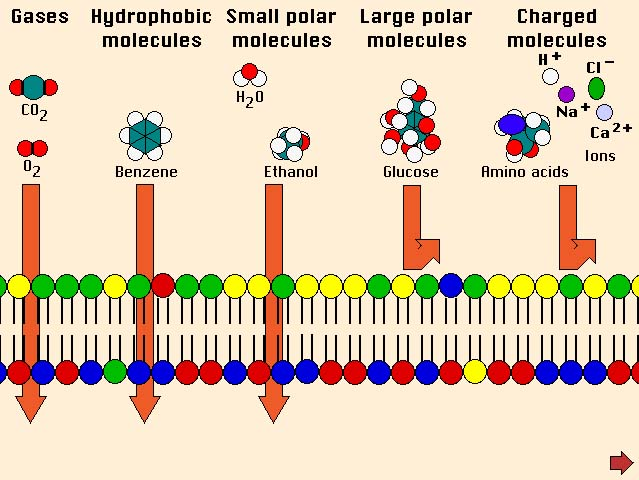 Gases
Hydrophobic
molecules
Small polar
molecules
Large polar
molecules
Charged
molecules
CO2
O2
Benzene
H2O
Ethanol
Glucose
H+
Cl−
Na+
Ca2+
Ions
Amino acids